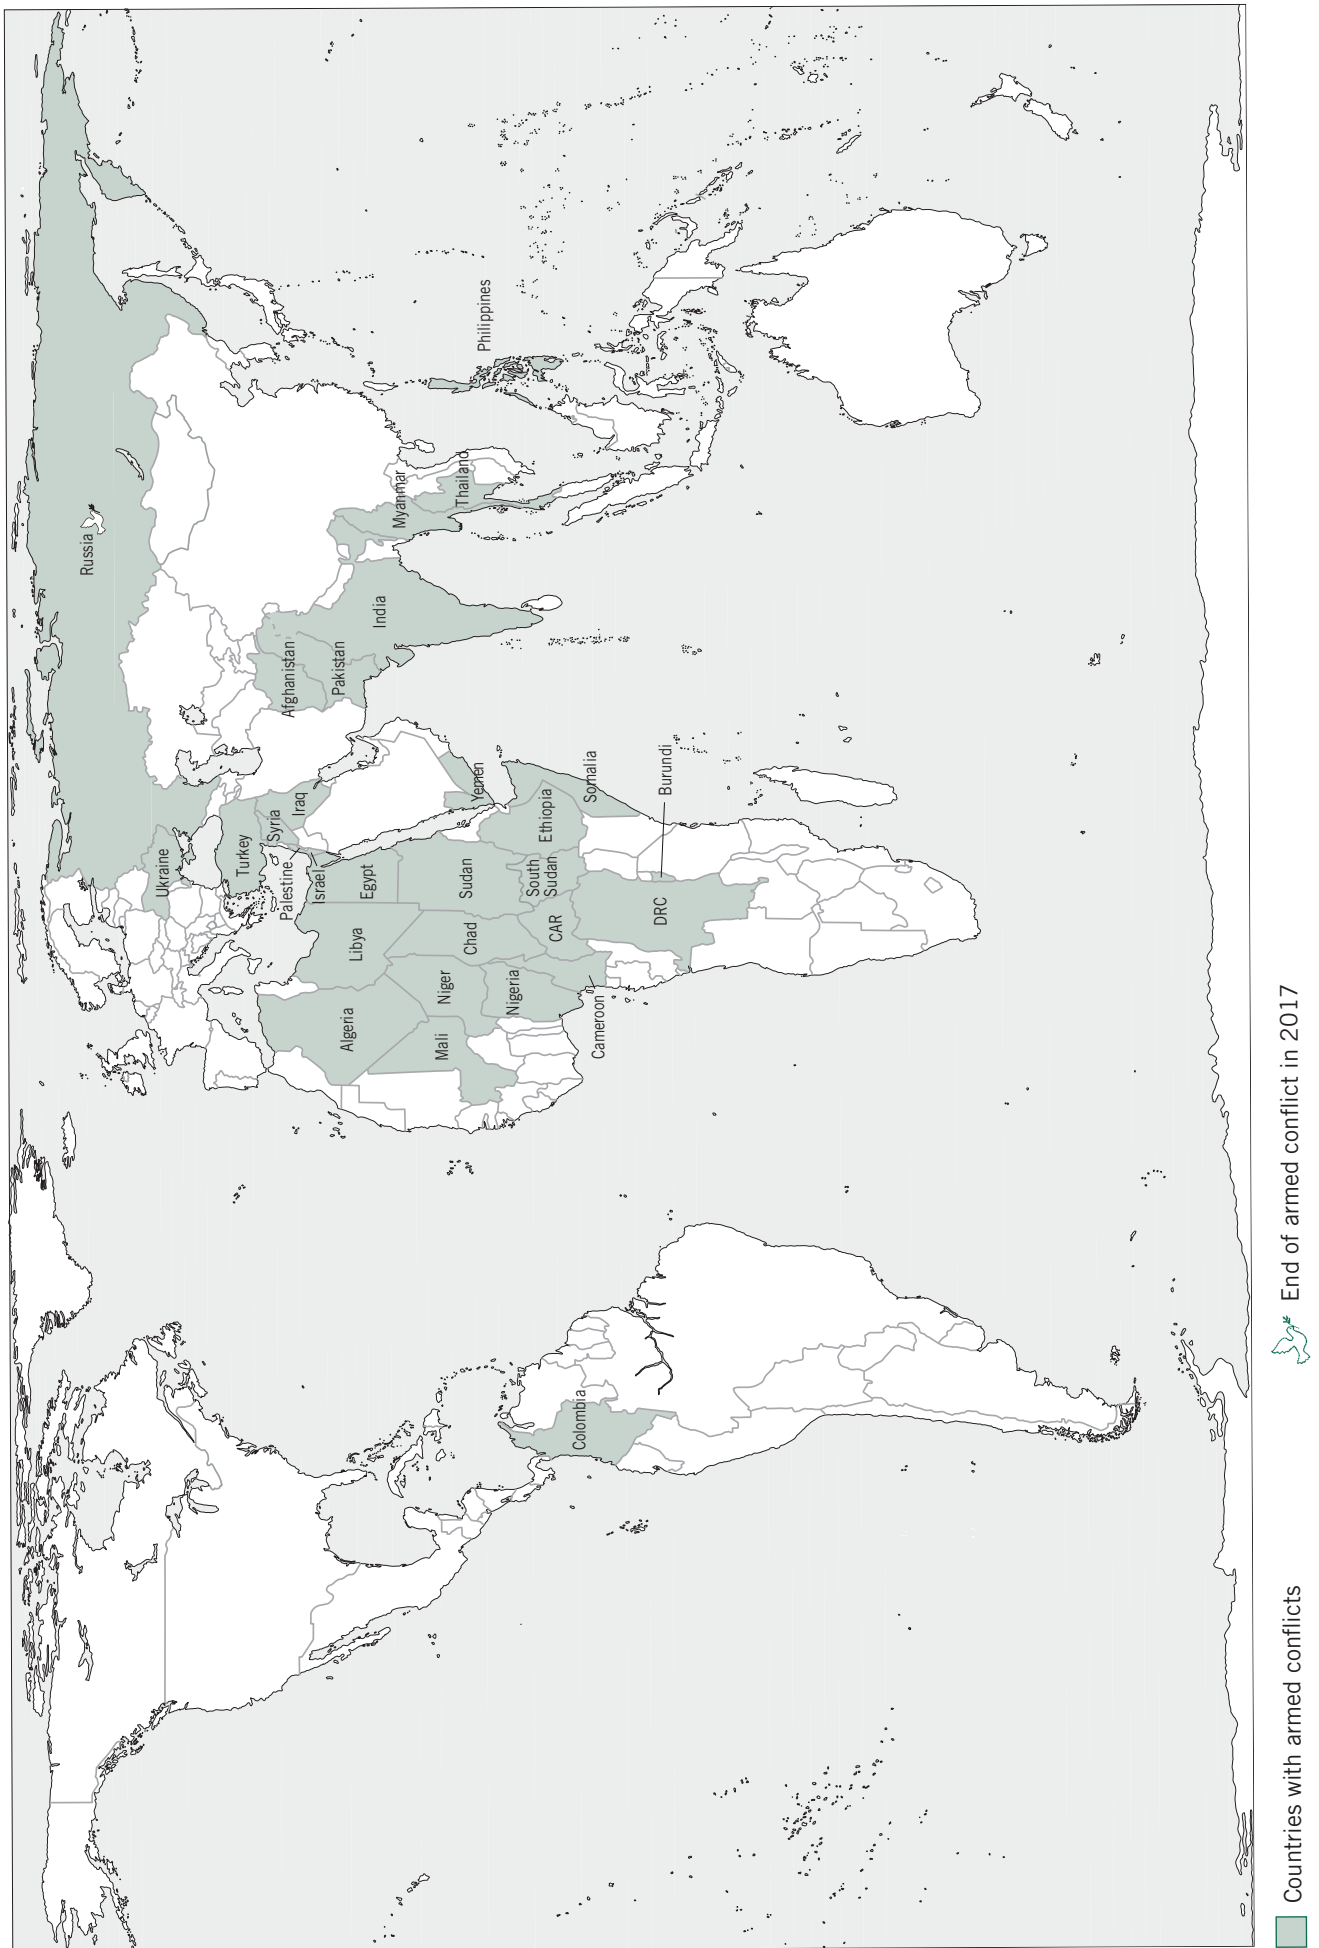 Russia
Ukraine
Turkey
Syria
Iraq
Palestine
Israel
Egypt
Afghanistan
Pakistan
India
Myanmar
Thailand
Philippines
Algeria
Libya
Mali
Niger
Chad
Sudan
Yemen
Nigeria
CAR
South
Sudan
Ethiopia
Somalia
Cameroon
DRC
Burundi
Colombia
Countries with armed conflicts
End of armed conflict in 2017